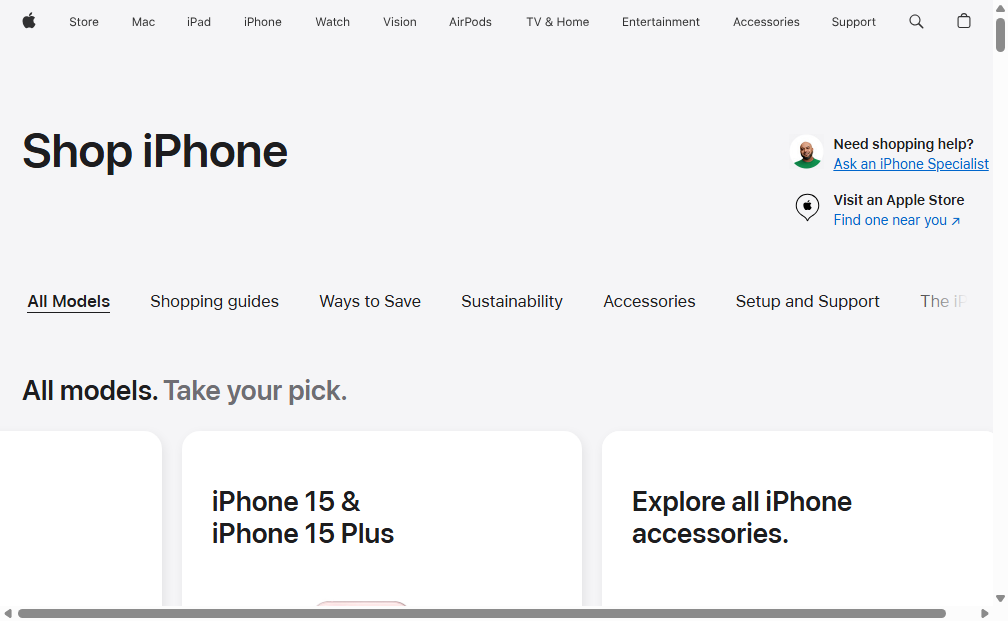 Store Mac iPad iPhone Watch Vision AirPods TV & Home Entertainment Accessories Support
Shop iPhone
Need shopping help?
Ask an iPhone Specialist
Visit an Apple Store
Find one near you ↗
All Models Shopping guides Ways to Save Sustainability Accessories Setup and Support The
All models. Take your pick.
iPhone 15 &
iPhone 15 Plus
Explore all iPhone
accessories.